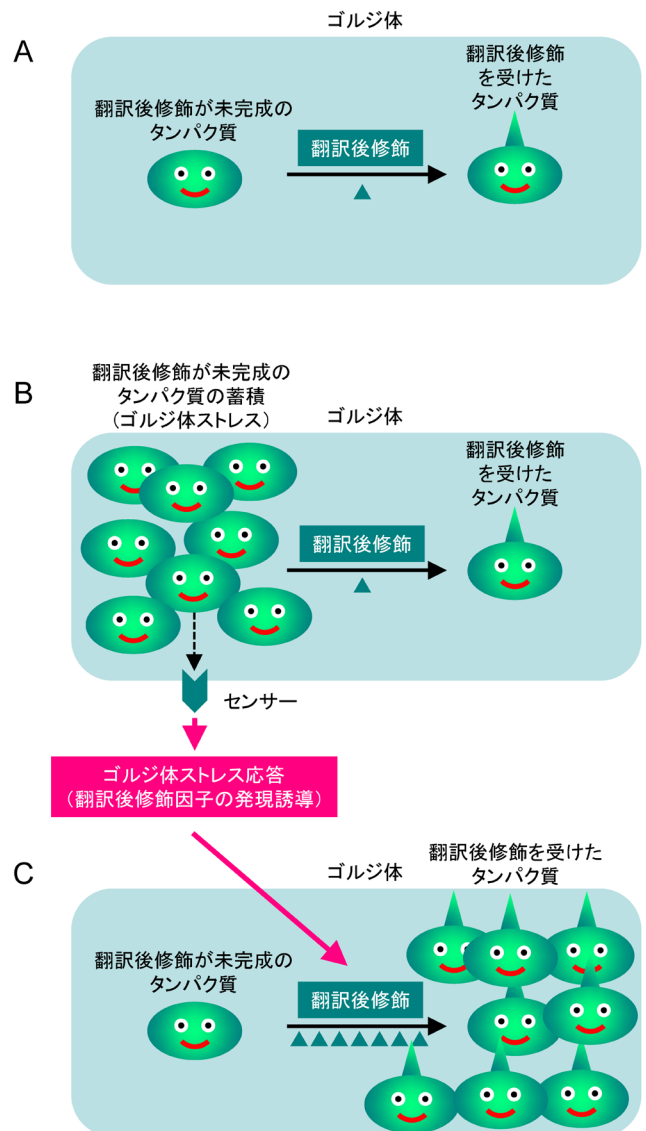 ゴルジ体
A
翻訳後修飾
を受けた
タンパク質
翻訳後修飾が未完成の
タンパク質
翻訳後修飾
翻訳後修飾が未完成の
タンパク質の蓄積
(ゴルジ体ストレス)
B
ゴルジ体
翻訳後修飾
を受けた
タンパク質
翻訳後修飾
センサー
ゴルジ体ストレス応答
(翻訳後修飾因子の発現誘導)
C
ゴルジ体
翻訳後修飾を受けた
タンパク質
翻訳後修飾が未完成の
タンパク質
翻訳後修飾